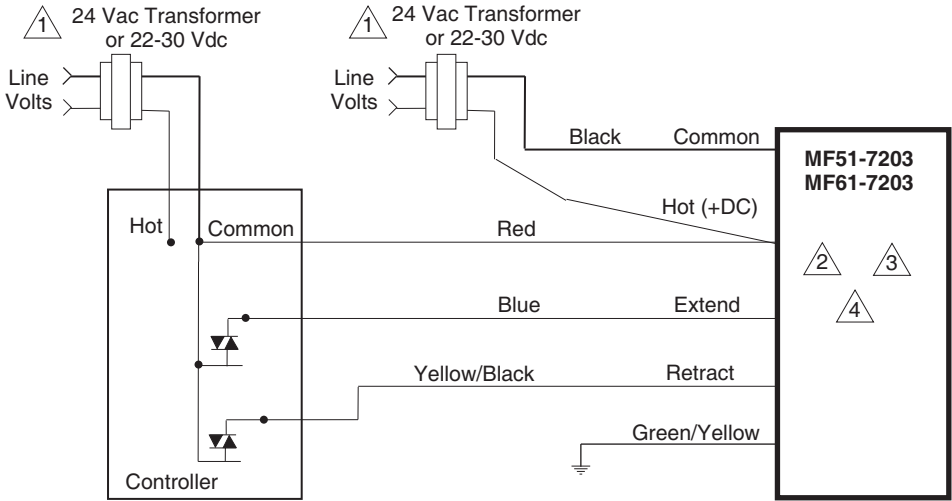 1
24 Vac Transformer
or 22-30 Vdc
Line
Volts
1
24 Vac Transformer
or 22-30 Vdc
Line
Volts
Black Common
MF51-7203
MF61-7203
Hot (+DC)
Hot Common Red
2 3
4
Blue Extend
Yellow/Black Retract
Green/Yellow
Controller